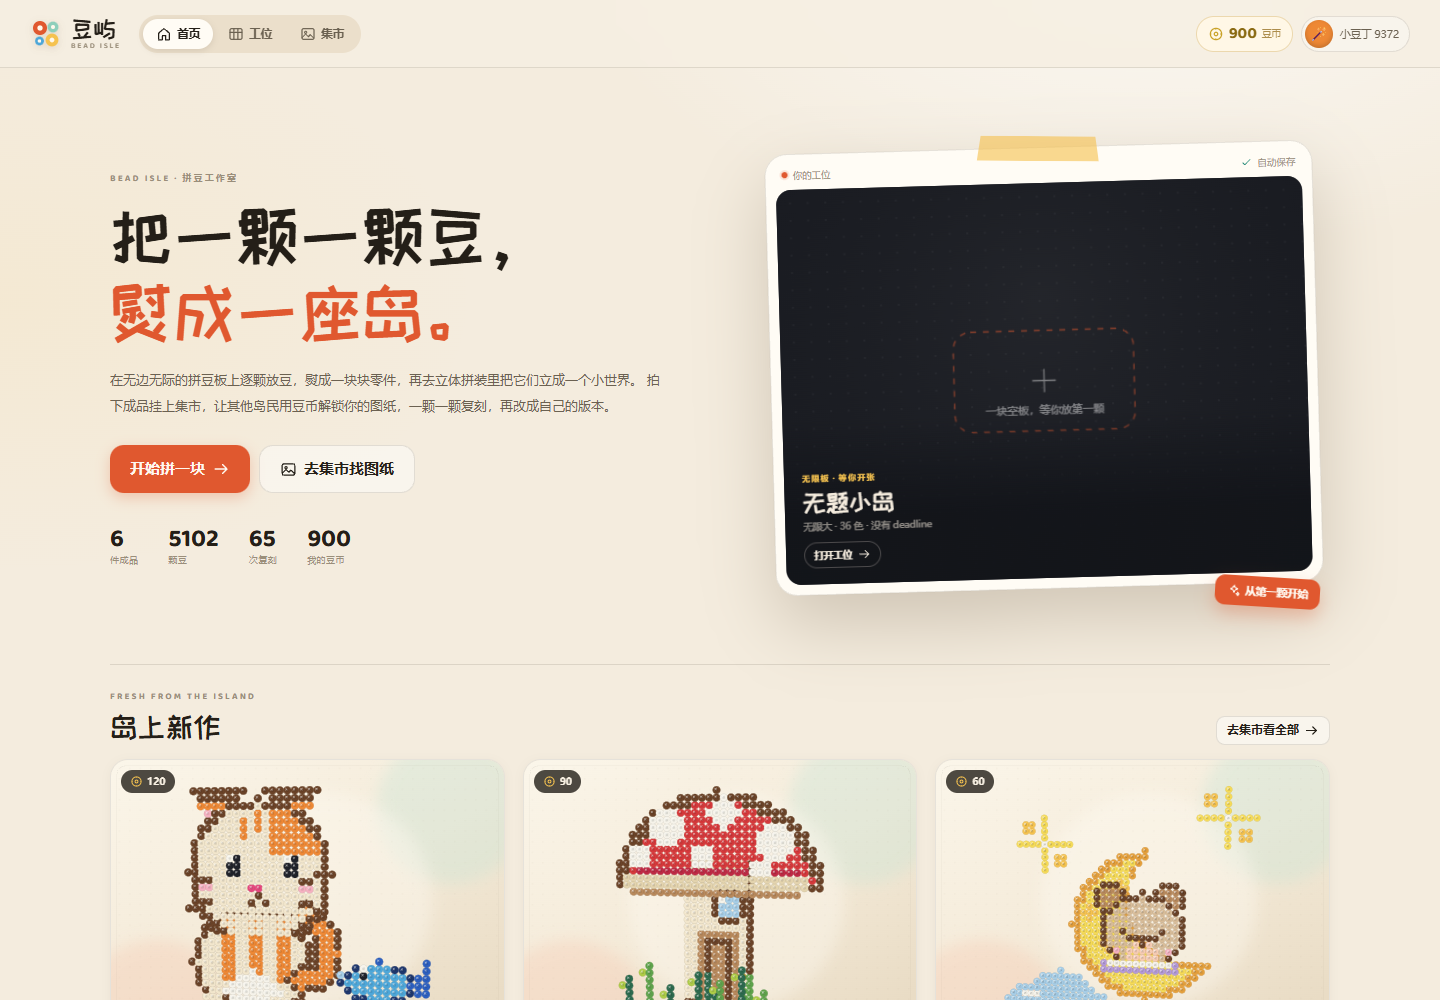 豆屿
BEAD ISLE
首页
工位
集市
900 豆币
小豆丁 9372
BEAD ISLE · 拼豆工作室
把一颗一颗豆，
熨成一座岛。
在无边无际的拼豆板上逐颗放豆，熨成一块块零件，再去立体拼装里把它们立成一个小世界。 拍
下成品挂上集市，让其他岛民用豆币解锁你的图纸，一颗一颗复刻，再改成自己的版本。
开始拼一块
去集市找图纸
6
件成品
5102
颗豆
65
次复刻
900
我的豆币
你的工位
自动保存
一块空板，等你放第一颗
无限板 · 等你开张
无题小岛
无限大 · 36 色 · 没有 deadline
打开工位
从第一颗开始
FRESH FROM THE ISLAND
岛上新作
去集市看全部
120
90
60